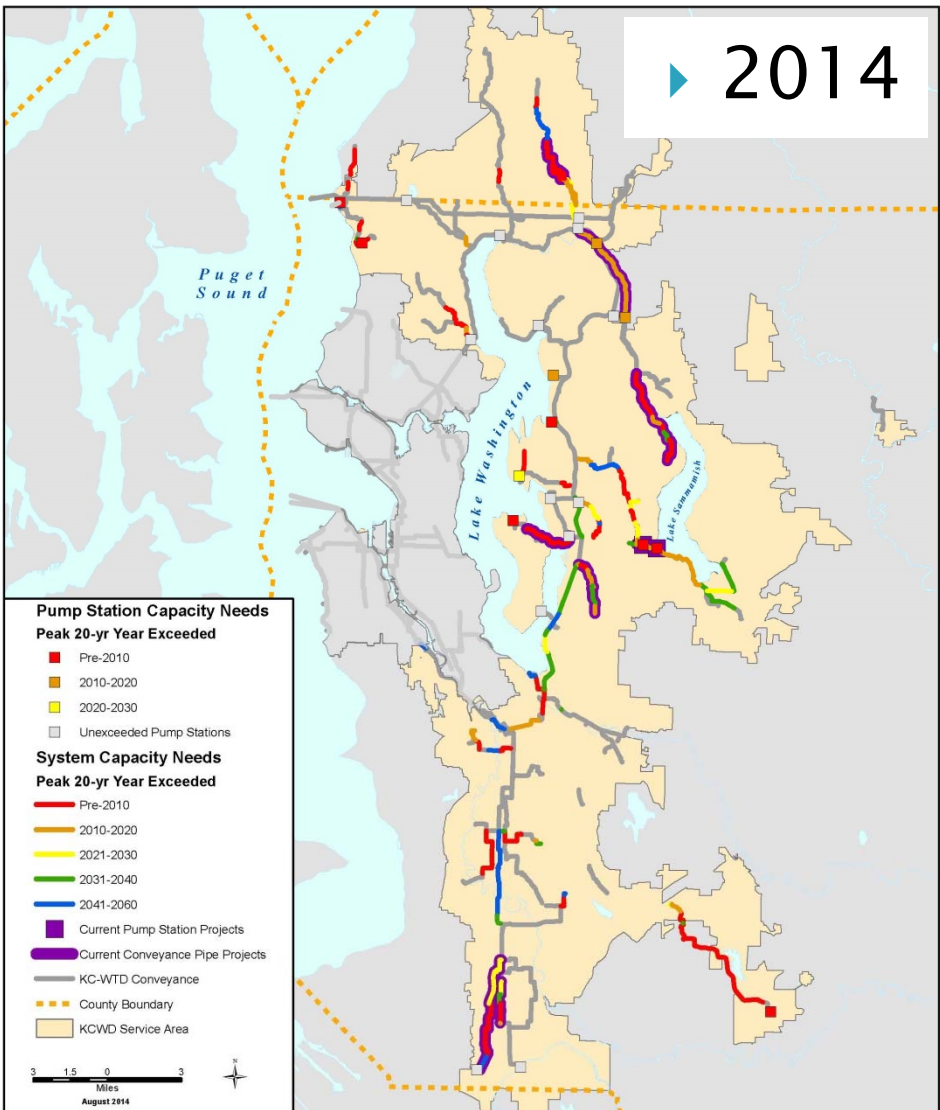 2014
Puget
Sound
Lake Washington
Lake Sammamish
Pump Station Capacity Needs
Peak 20-yr Year Exceeded
Pre-2010
2010-2020
2020-2030
Unexceeded Pump Stations
System Capacity Needs
Peak 20-yr Year Exceeded
Pre-2010
2010-2020
2021-2030
2031-2040
2041-2060
Current Pump Station Projects
Current Conveyance Pipe Projects
KC-WTD Conveyance
County Boundary
KCWD Service Area
3 1.5 0 3
Miles
August 2014
N